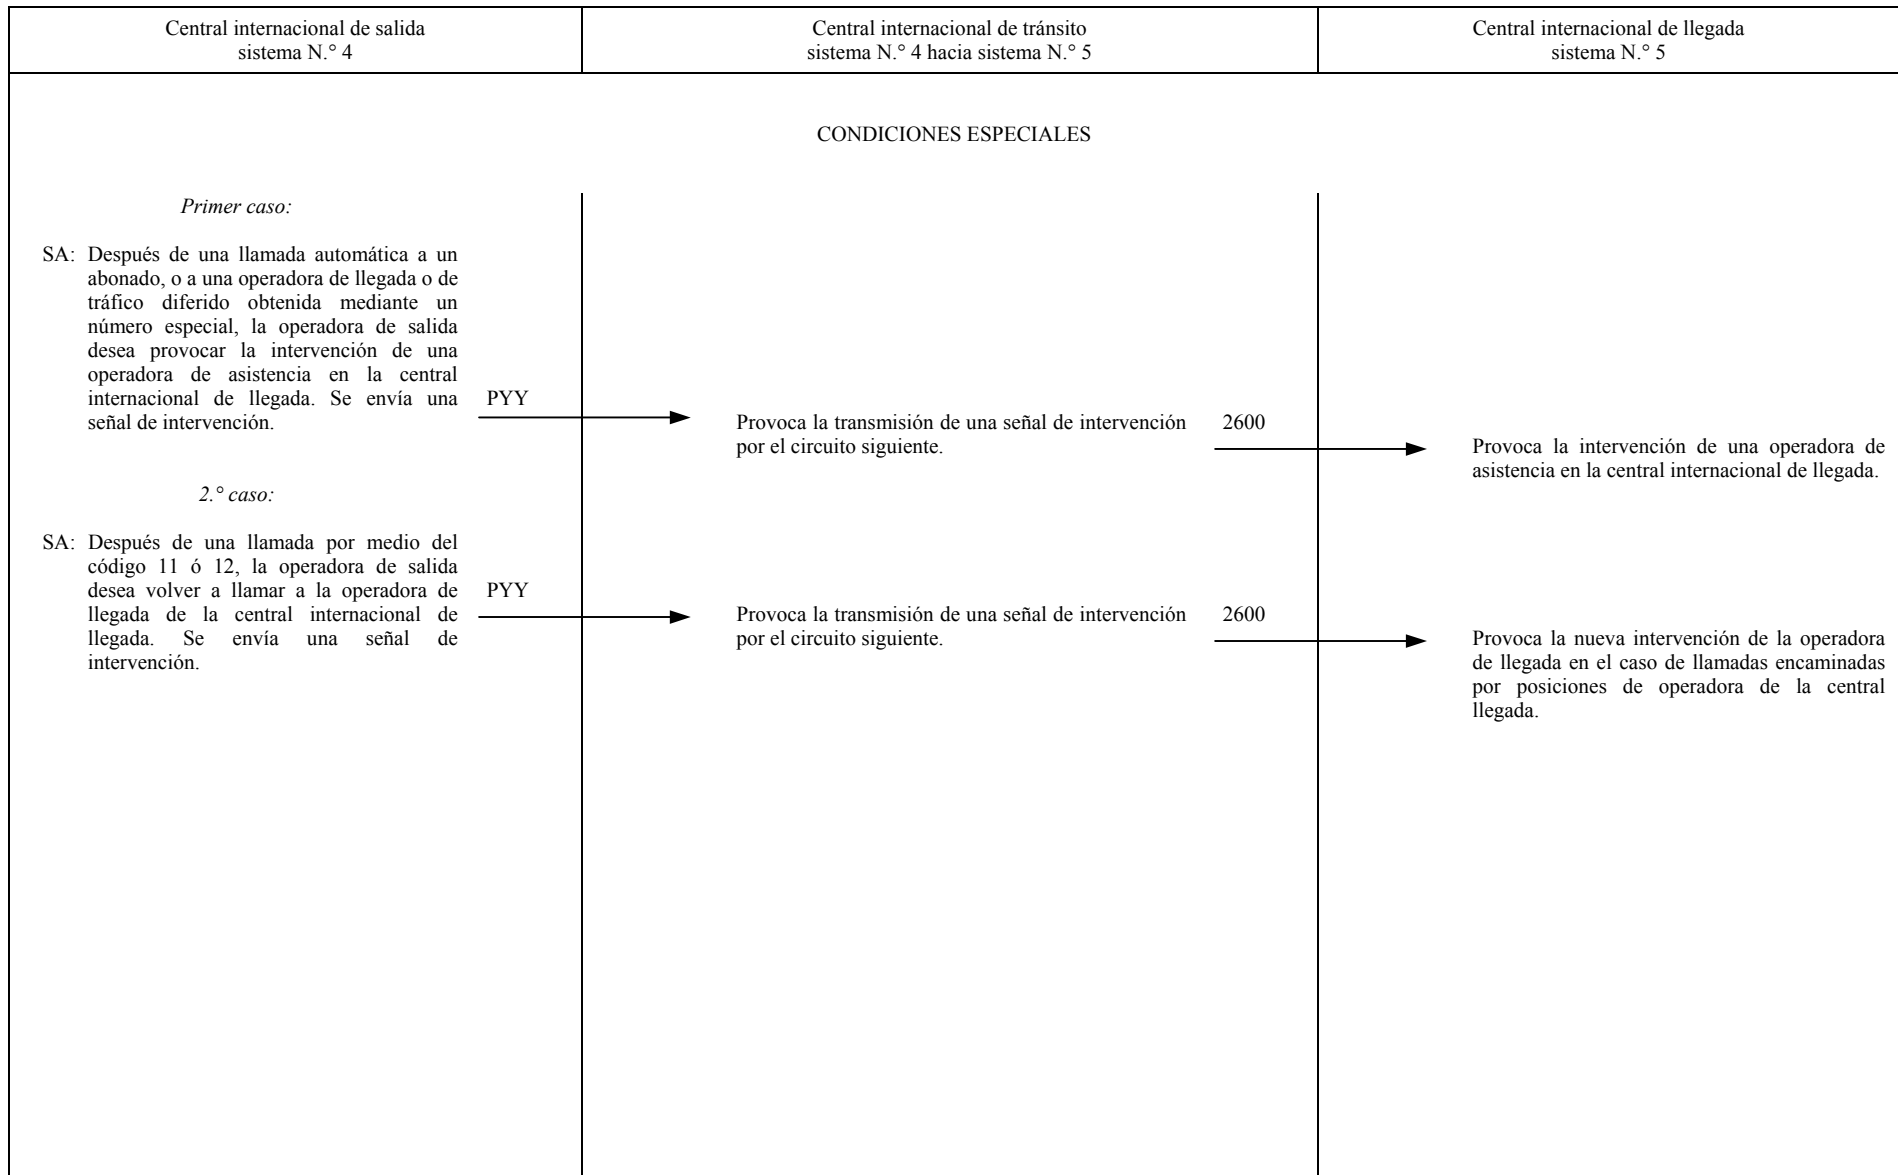 Central internacional de salida
sistema N.° 4
Central internacional de tránsito
sistema N.° 4 hacia sistema N.° 5
Central internacional de llegada
sistema N.° 5
CONDICIONES ESPECIALES
Primer caso:
SA: Después de una llamada automática a un
abonado, o a una operadora de llegada o de
tráfico diferido obtenida mediante un
número especial, la operadora de salida
desea provocar la intervención de una
operadora de asistencia en la central
internacional de llegada. Se envía una
señal de intervención.
PYY
Provoca la transmisión de una señal de intervención
por el circuito siguiente.
2600
Provoca la intervención de una operadora de
asistencia en la central internacional de llegada.
2.° caso:
SA: Después de una llamada por medio del
código 11 ó 12, la operadora de salida
desea volver a llamar a la operadora de
llegada de la central internacional de
llegada. Se envía una señal de
intervención.
PYY
Provoca la transmisión de una señal de intervención
por el circuito siguiente.
2600
Provoca la nueva intervención de la operadora
de llegada en el caso de llamadas encaminadas
por posiciones de operadora de la central
llegada.